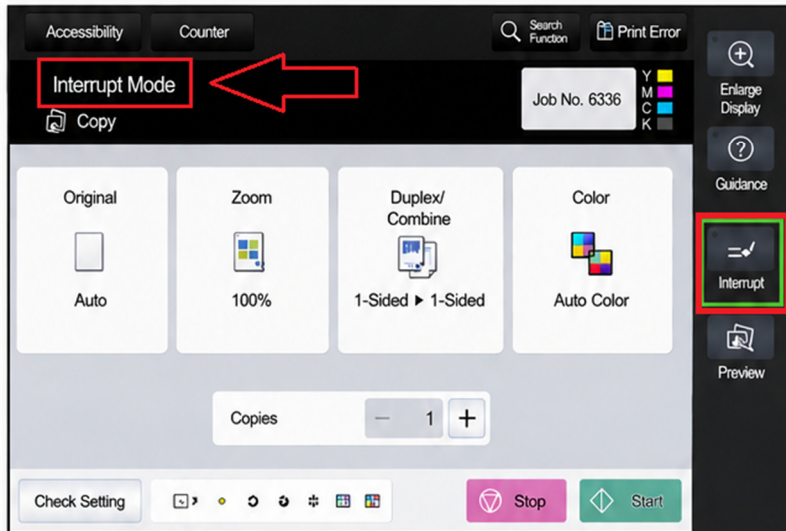 Accessibility
Counter
Search
Function
Print Error
Interrupt Mode
Copy
Job No. 6336
Y
M
C
K
Enlarge
Display
Guidance
Interrupt
Preview
Original
Auto
Zoom
100%
Duplex/
Combine
1-Sided ▶ 1-Sided
Color
Auto Color
Copies
− 1 +
Check Setting
Stop
Start